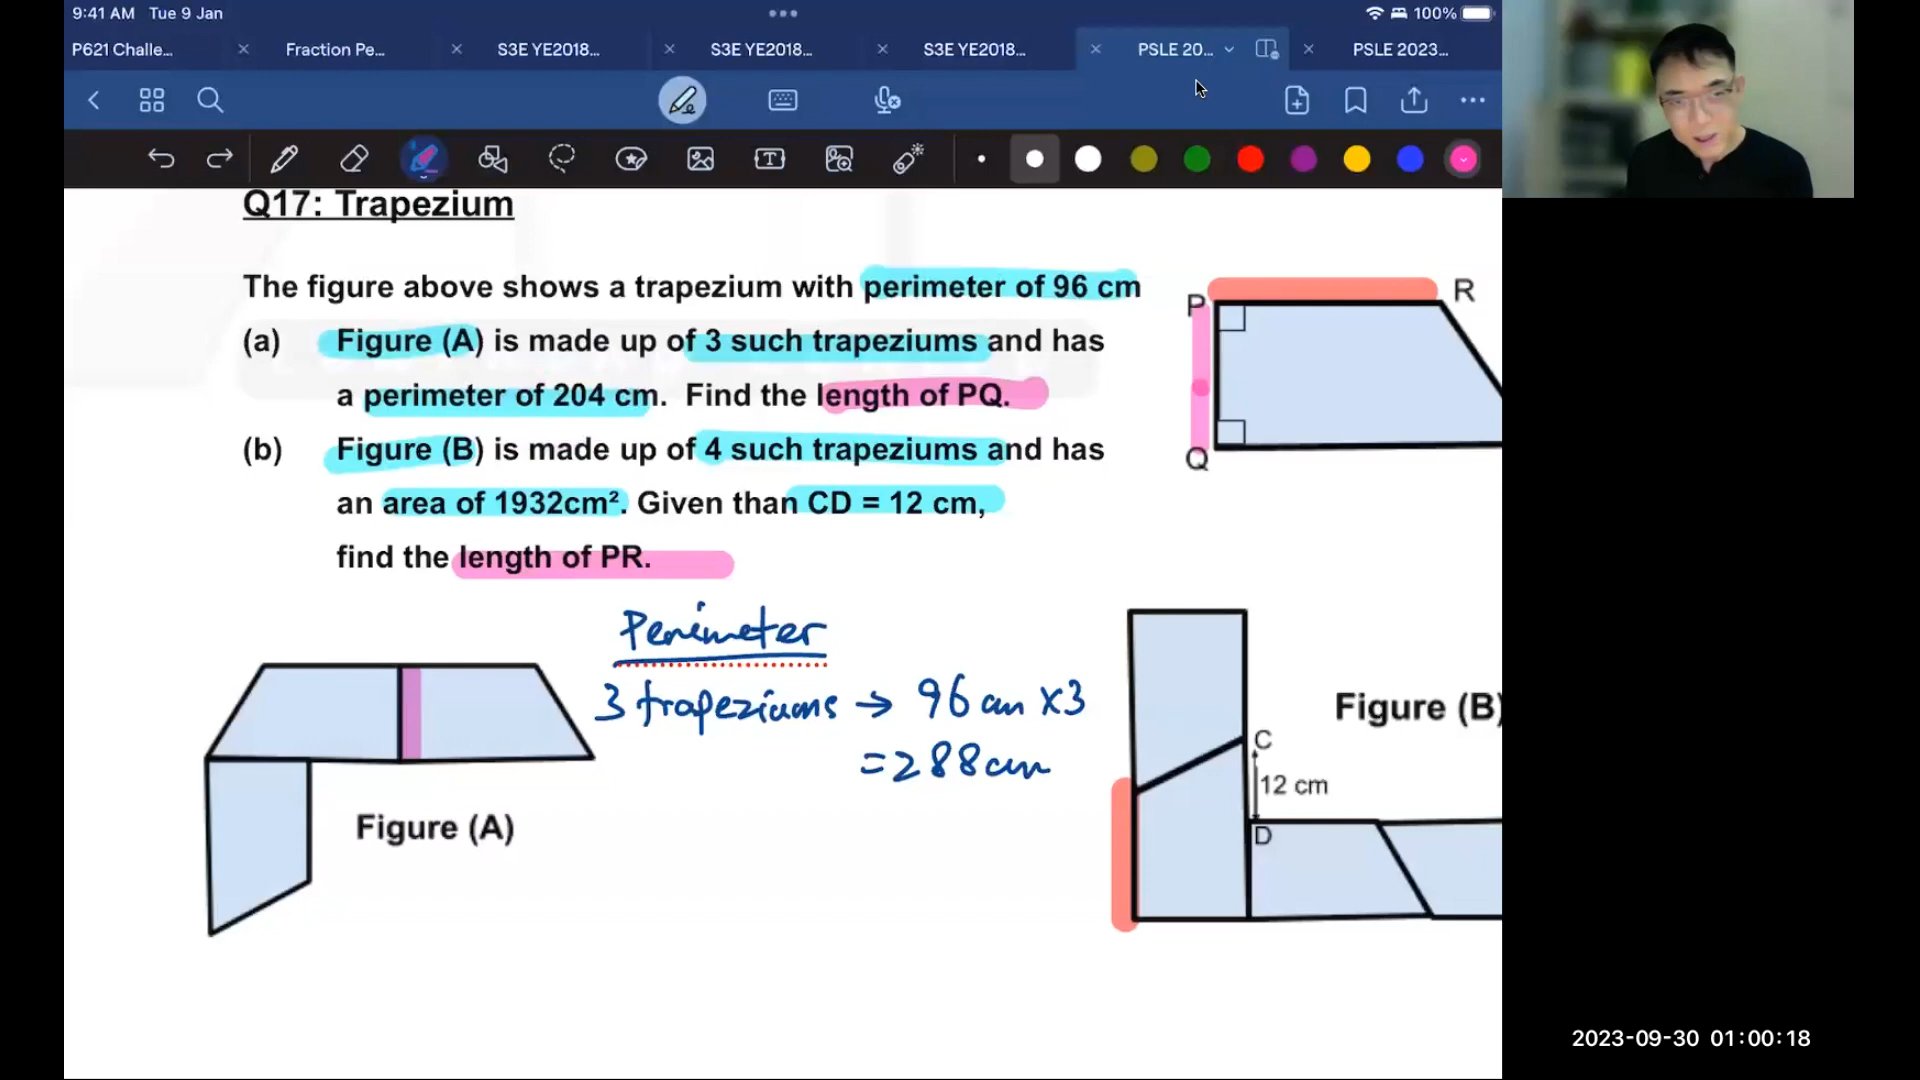 9:41 AM Tue 9 Jan
100%
P621 Challe...
Fraction Pe...
S3E YE2018...
S3E YE2018...
S3E YE2018...
PSLE 20...
PSLE 2023...
Q17: Trapezium
The figure above shows a trapezium with perimeter of 96 cm
(a) Figure (A) is made up of 3 such trapeziums and has
a perimeter of 204 cm. Find the length of PQ.
(b) Figure (B) is made up of 4 such trapeziums and has
an area of 1932cm². Given than CD = 12 cm,
find the length of PR.
P
R
Q
Perimeter
3 trapeziums → 96 cm x3
= 288cm
Figure (A)
Figure (B)
C
12 cm
D
2023-09-30 01:00:18